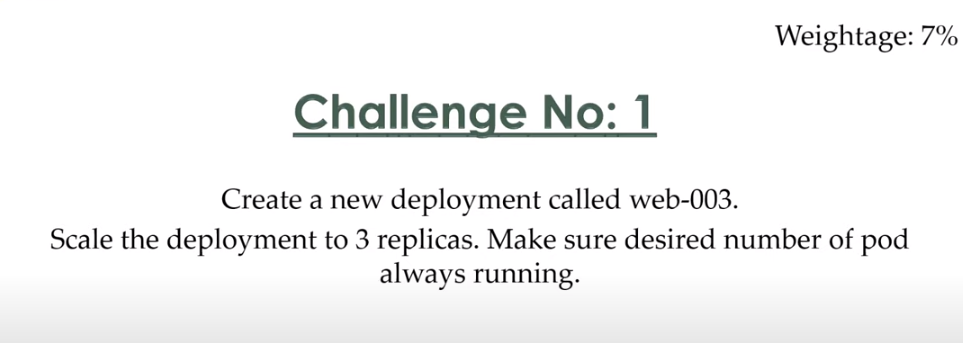 Weightage: 7%
Challenge No: 1
Create a new deployment called web-003.
Scale the deployment to 3 replicas. Make sure desired number of pod
always running.